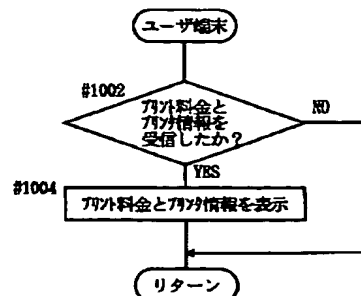 ユーザ端末
#1002
プリント料金と
プリンタ情報を
受信したか？
NO
YES
#1004
プリント料金とプリンタ情報を表示
リターン